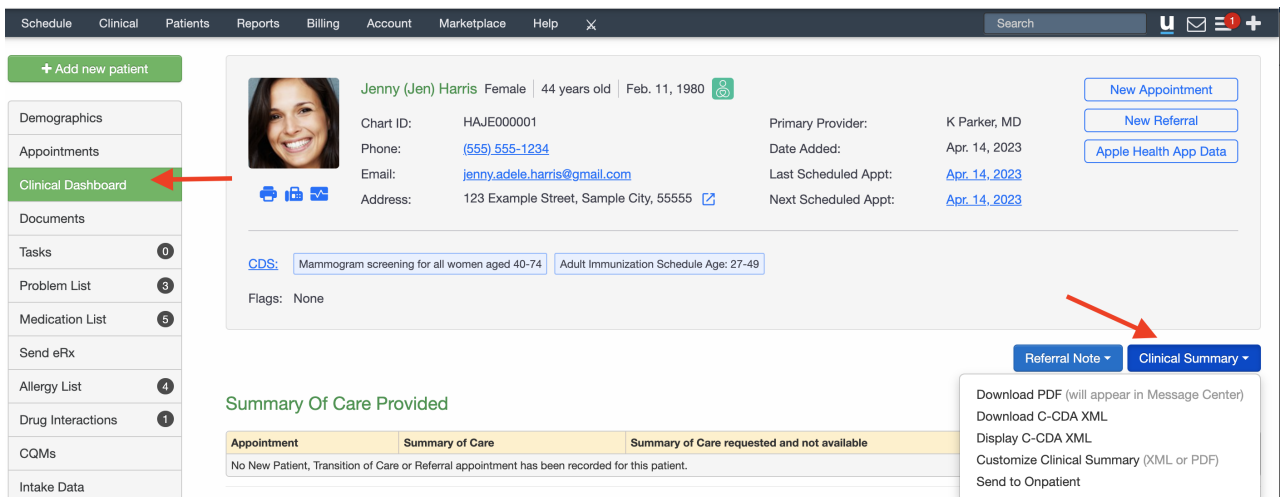 Schedule Clinical Patients Reports Billing Account Marketplace Help Search u 1
+ Add new patient
Demographics
Appointments
Clinical Dashboard
Documents
Tasks 0
Problem List 3
Medication List 5
Send eRx
Allergy List 4
Drug Interactions 1
CQMs
Intake Data
Jenny (Jen) Harris Female 44 years old Feb. 11, 1980
Chart ID: HAJE000001
Phone: (555) 555-1234
Email: jenny.adele.harris@gmail.com
Address: 123 Example Street, Sample City, 55555
Primary Provider: K Parker, MD
Date Added: Apr. 14, 2023
Last Scheduled Appt: Apr. 14, 2023
Next Scheduled Appt: Apr. 14, 2023
New Appointment
New Referral
Apple Health App Data
CDS: Mammogram screening for all women aged 40-74 Adult Immunization Schedule Age: 27-49
Flags: None
Referral Note Clinical Summary
Download PDF (will appear in Message Center)
Download C-CDA XML
Display C-CDA XML
Customize Clinical Summary (XML or PDF)
Send to Onpatient
Summary Of Care Provided
Appointment Summary of Care Summary of Care requested and not available
No New Patient, Transition of Care or Referral appointment has been recorded for this patient.